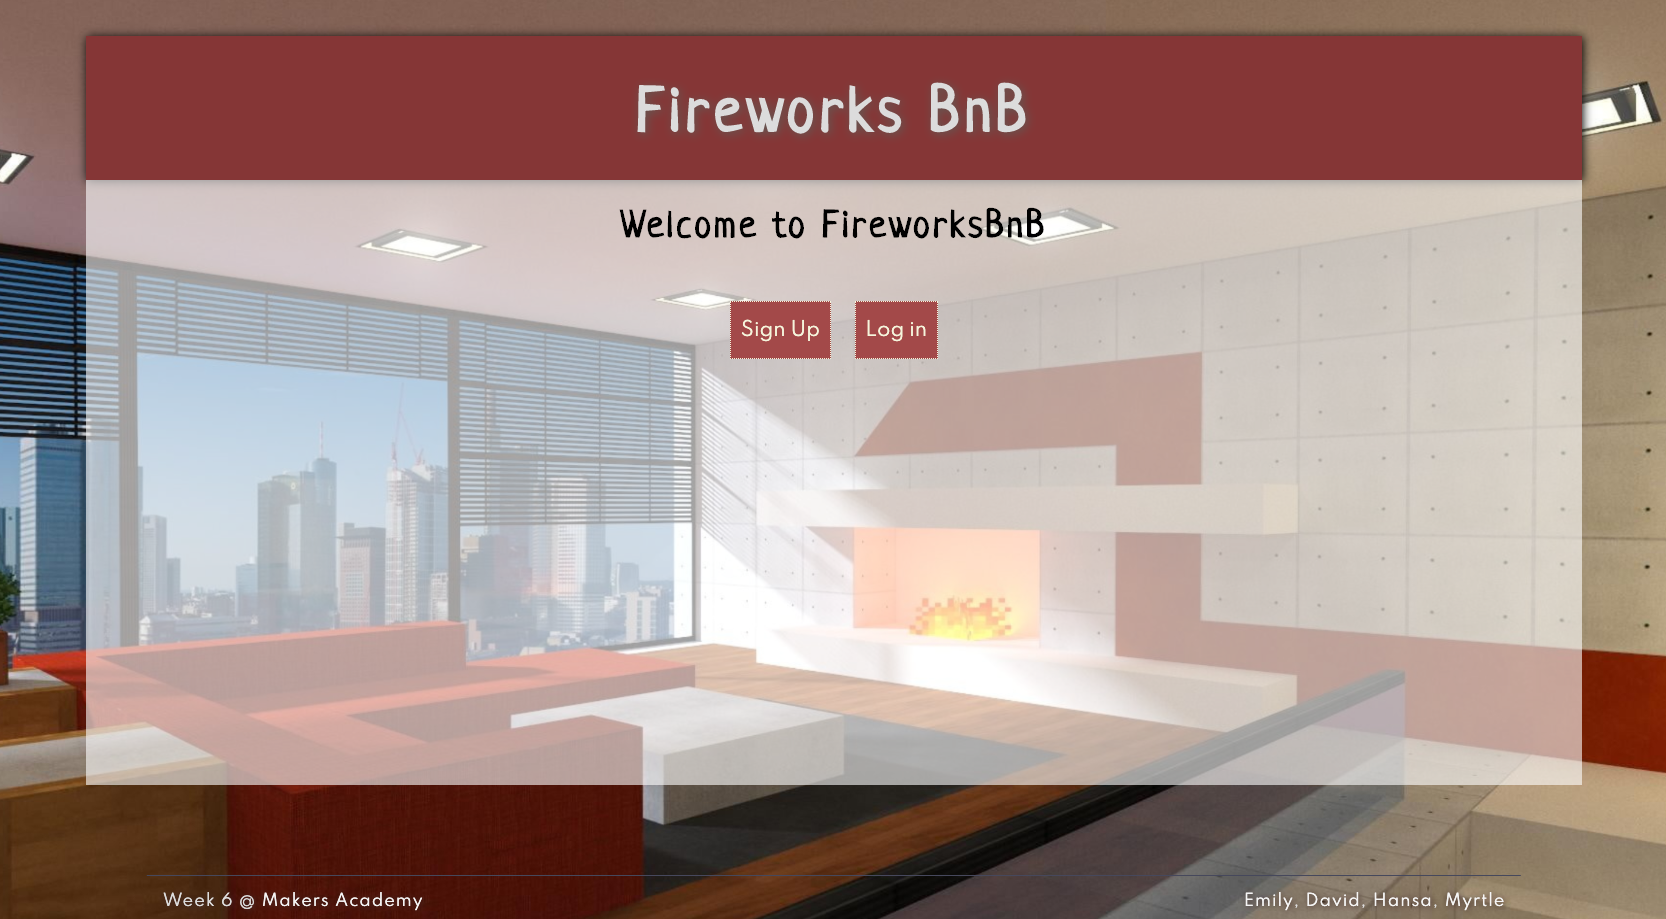 Fireworks BnB
Welcome to FireworksBnB
Sign Up
Log in
Week 6 @ Makers Academy
Emily, David, Hansa, Myrtle